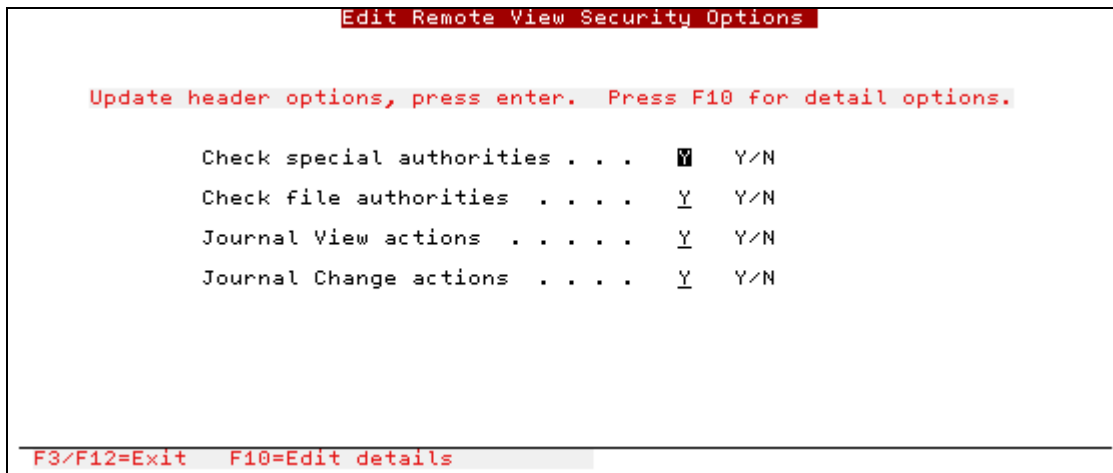 Edit Remote View Security Options
Update header options, press enter.  Press F10 for detail options.
Check special authorities . . .  Y  Y/N
Check file authorities  . . . .  Y  Y/N
Journal View actions  . . . . .  Y  Y/N
Journal Change actions  . . . .  Y  Y/N
F3/F12=Exit  F10=Edit details